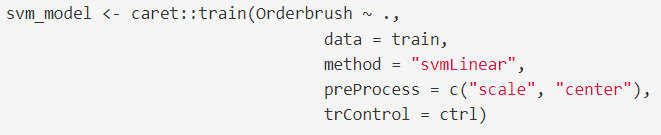 svm_model <- caret::train(Orderbrush ~ .,
data = train,
method = "svmLinear",
preProcess = c("scale", "center"),
trControl = ctrl)